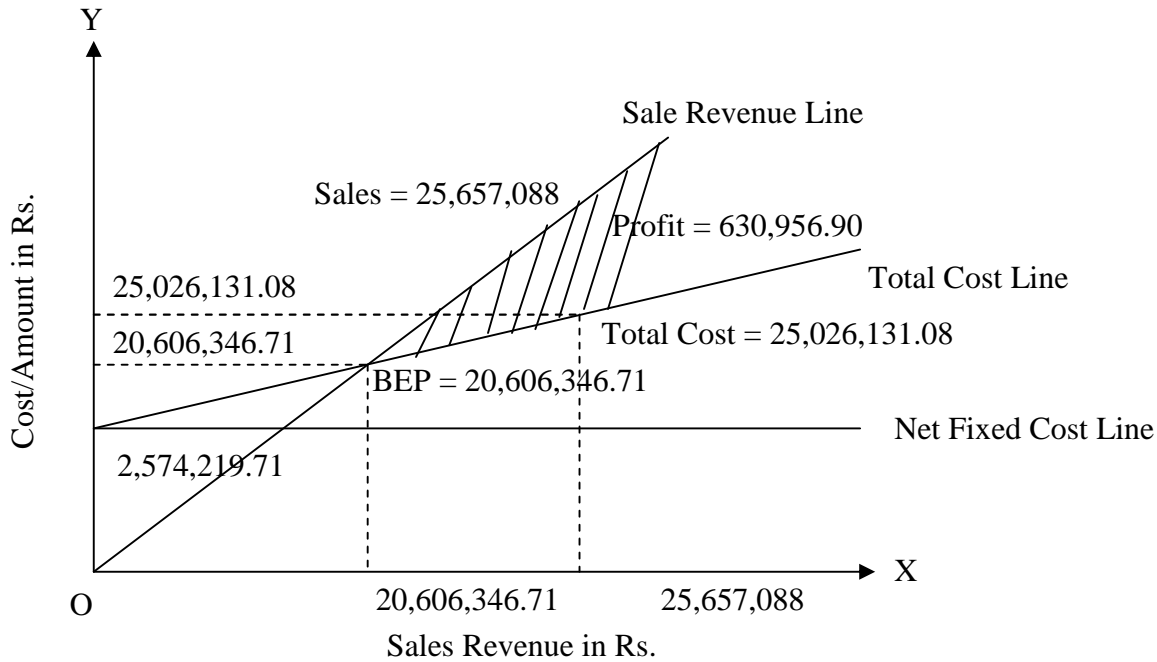 Y
Sale Revenue Line
Sales = 25,657,088
Profit = 630,956.90
Cost/Amount in Rs.
25,026,131.08
Total Cost Line
20,606,346.71
Total Cost = 25,026,131.08
BEP = 20,606,346.71
Net Fixed Cost Line
2,574,219.71
X
O
20,606,346.71
25,657,088
Sales Revenue in Rs.